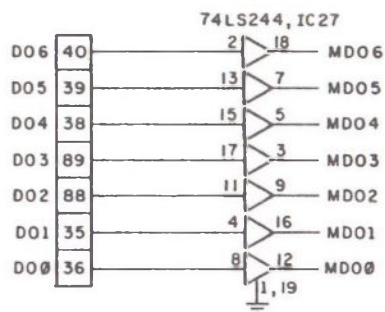 74LS244, IC27
DO6 40 2 18 MDO6
DO5 39 13 7 MDO5
DO4 38 15 5 MDO4
DO3 89 17 3 MDO3
DO2 88 11 9 MDO2
DO1 35 4 16 MDO1
DOØ 36 8 12 MDOØ
1, 19